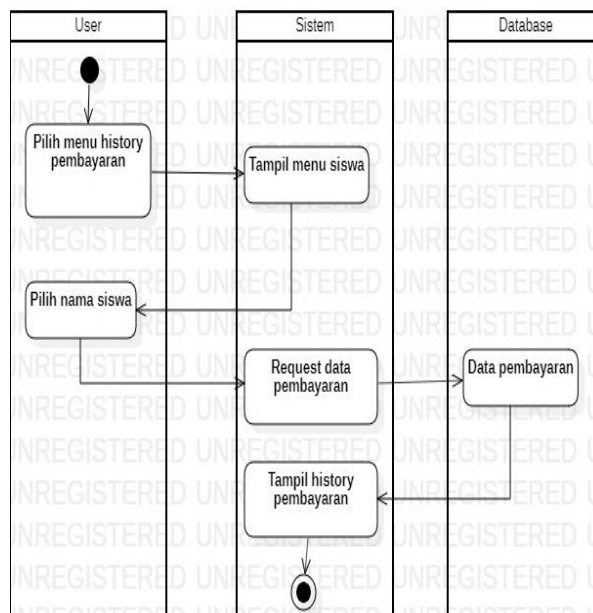 User
Sistem
Database
Pilih menu history
pembayaran
Tampil menu siswa
Pilih nama siswa
Request data
pembayaran
Data pembayaran
Tampil history
pembayaran
UNREGISTERED